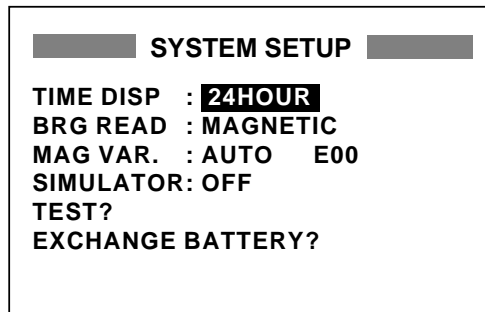 SYSTEM SETUP
TIME DISP : 24HOUR
BRG READ : MAGNETIC
MAG VAR. : AUTO E00
SIMULATOR: OFF
TEST?
EXCHANGE BATTERY?